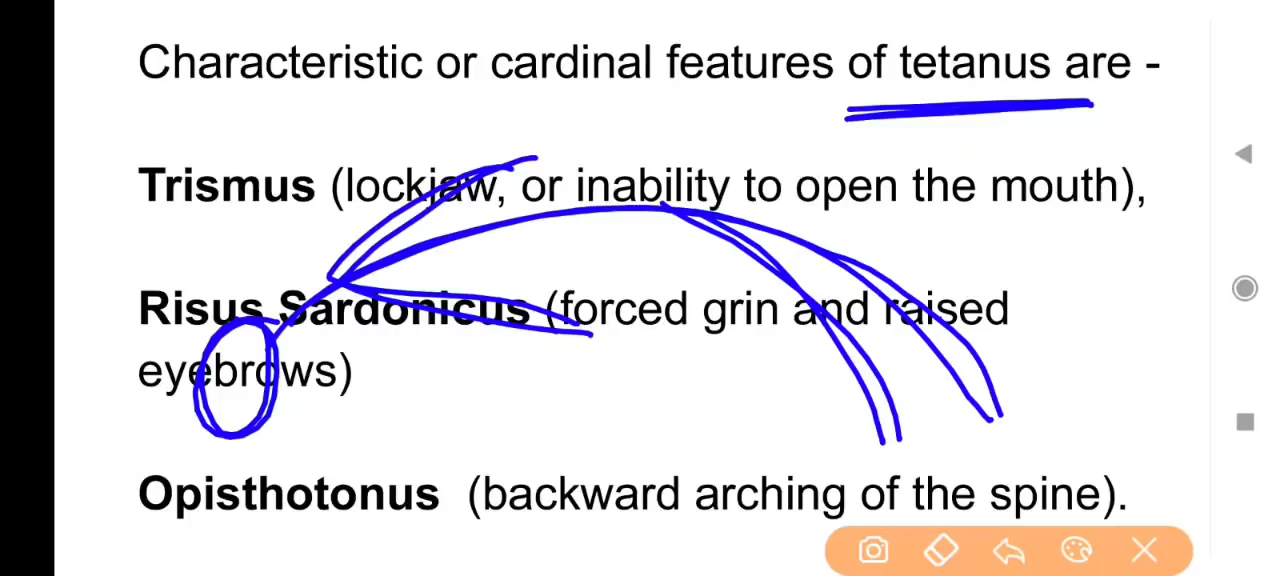 Characteristic or cardinal features of tetanus are -
Trismus (lockjaw, or inability to open the mouth),
Risus Sardonicus (forced grin and raised
eyebrows)
Opisthotonus (backward arching of the spine).